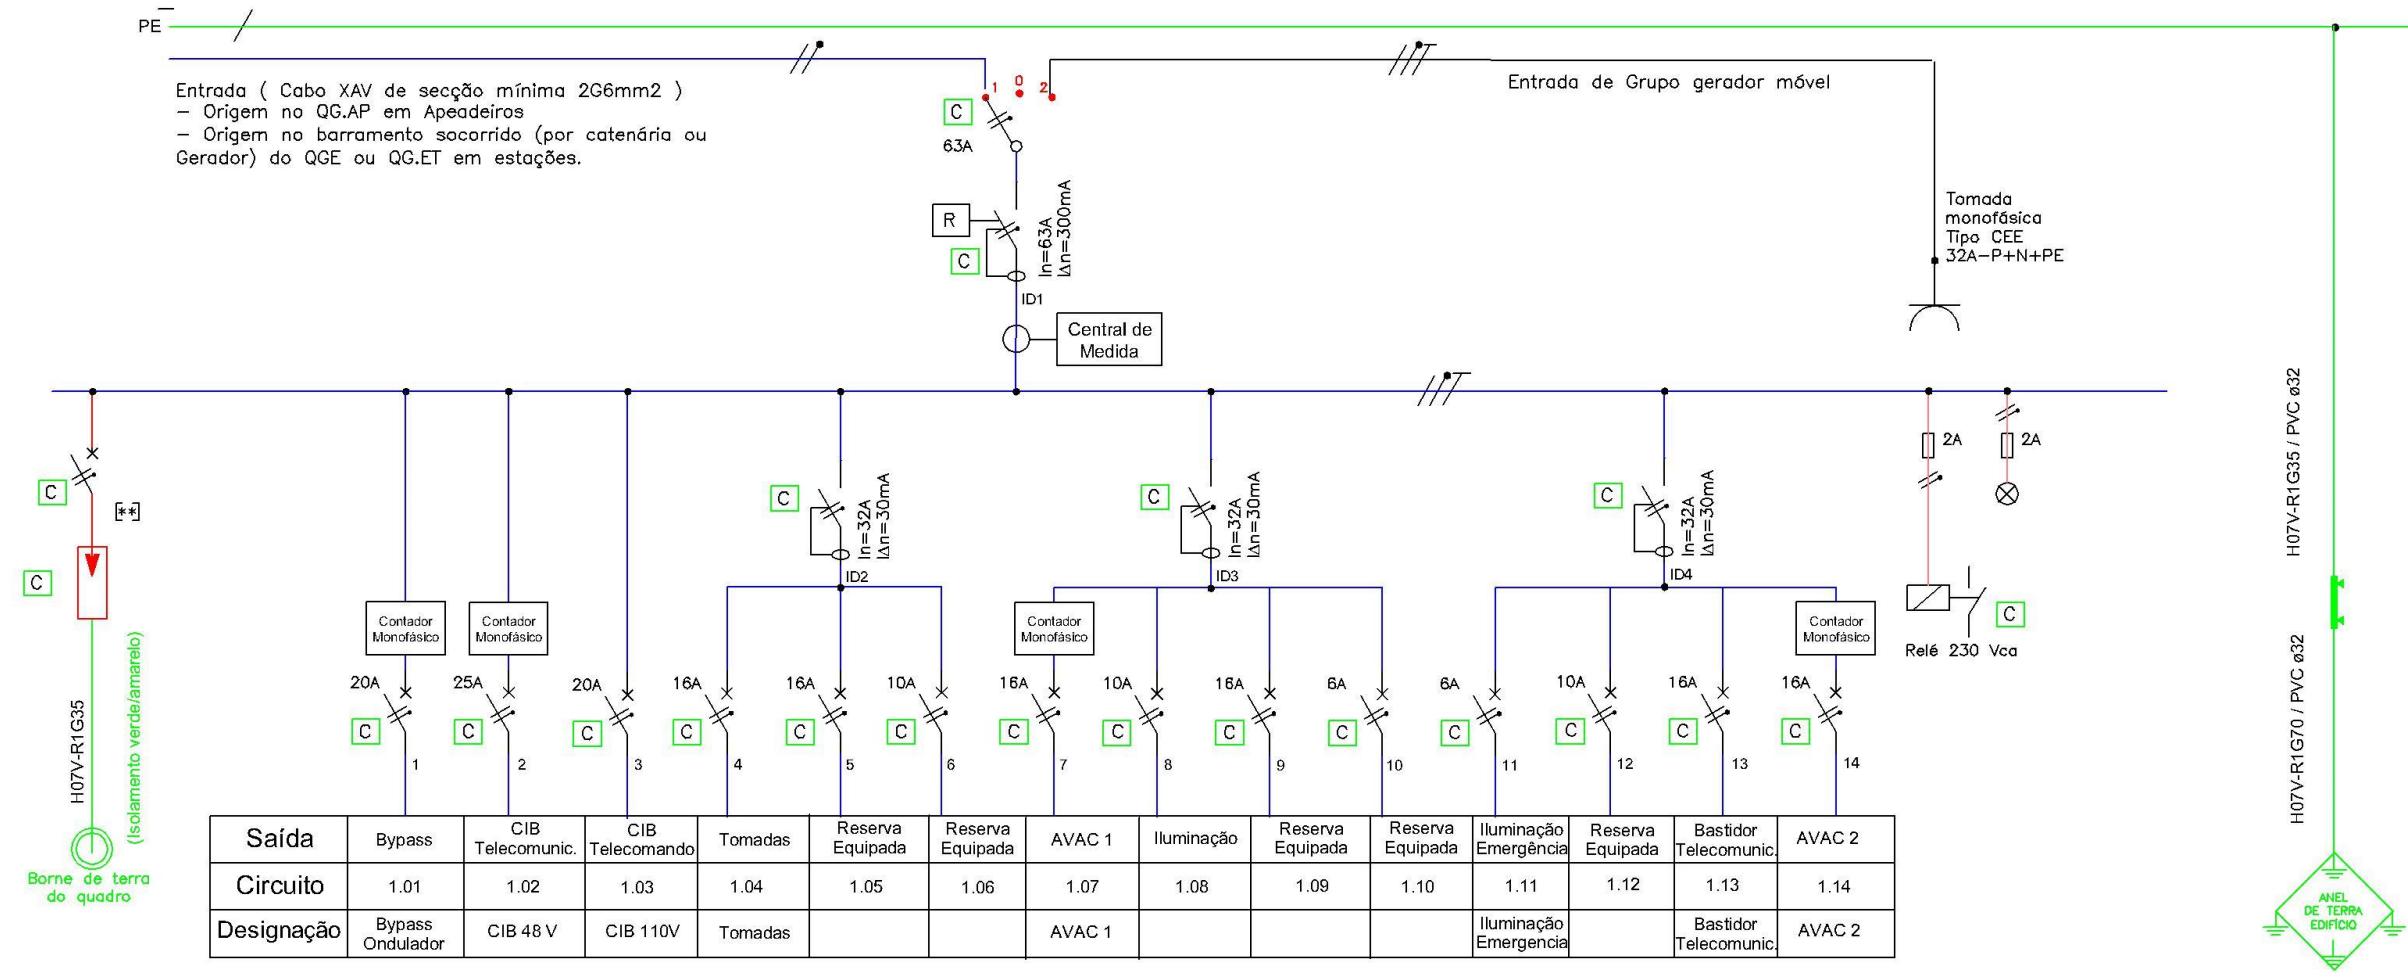 PE
Entrada ( Cabo XAV de secção mínima 2G6mm2 )
– Origem no QG.AP em Apeadeiros
– Origem no barramento socorrido (por catenária ou
Gerador) do QGE ou QG.ET em estações.
1 0 2
C
63A
Entrada de Grupo gerador móvel
R
C
In=63A
IΔn=300mA
ID1
Central de
Medida
Tomada
monofásica
Tipo CEE
32A-P+N+PE
C
[**]
C
H07V-R1G35
(Isolamento verde/amarelo)
Borne de terra
do quadro
C
In=32A
IΔn=30mA
ID2
C
In=32A
IΔn=30mA
ID3
C
In=32A
IΔn=30mA
ID4
2A
2A
C
Relé 230 Vca
Contador
Monofásico
Contador
Monofásico
Contador
Monofásico
Contador
Monofásico
20A 25A 20A 16A 16A 10A 16A 10A 16A 6A 6A 10A 16A 16A
C C C C C C C C C C C C C C
1 2 3 4 5 6 7 8 9 10 11 12 13 14
H07V-R1G35 / PVC ø32
H07V-R1G70 / PVC ø32
ANEL
DE TERRA
EDIFÍCIO
Saída
Bypass
CIB
Telecomunic.
CIB
Telecomando
Tomadas
Reserva
Equipada
Reserva
Equipada
AVAC 1
Iluminação
Reserva
Equipada
Reserva
Equipada
Iluminação
Emergência
Reserva
Equipada
Bastidor
Telecomunic.
AVAC 2
Circuito 1.01 1.02 1.03 1.04 1.05 1.06 1.07 1.08 1.09 1.10 1.11 1.12 1.13 1.14
Designação
Bypass
Ondulador
CIB 48 V
CIB 110V
Tomadas
AVAC 1
Iluminação
Emergencia
Bastidor
Telecomunic.
AVAC 2